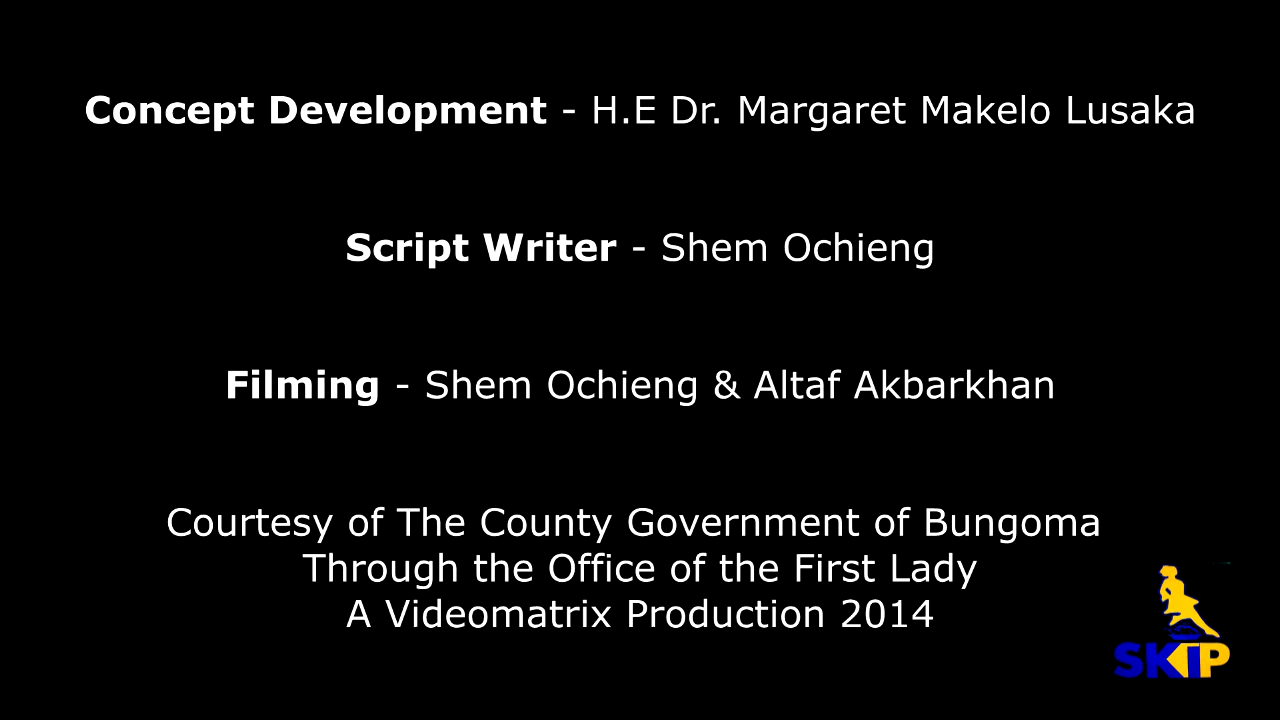 Concept Development - H.E Dr. Margaret Makelo Lusaka
Script Writer - Shem Ochieng
Filming - Shem Ochieng & Altaf Akbarkhan
Courtesy of The County Government of Bungoma
Through the Office of the First Lady
A Videomatrix Production 2014
SKIP